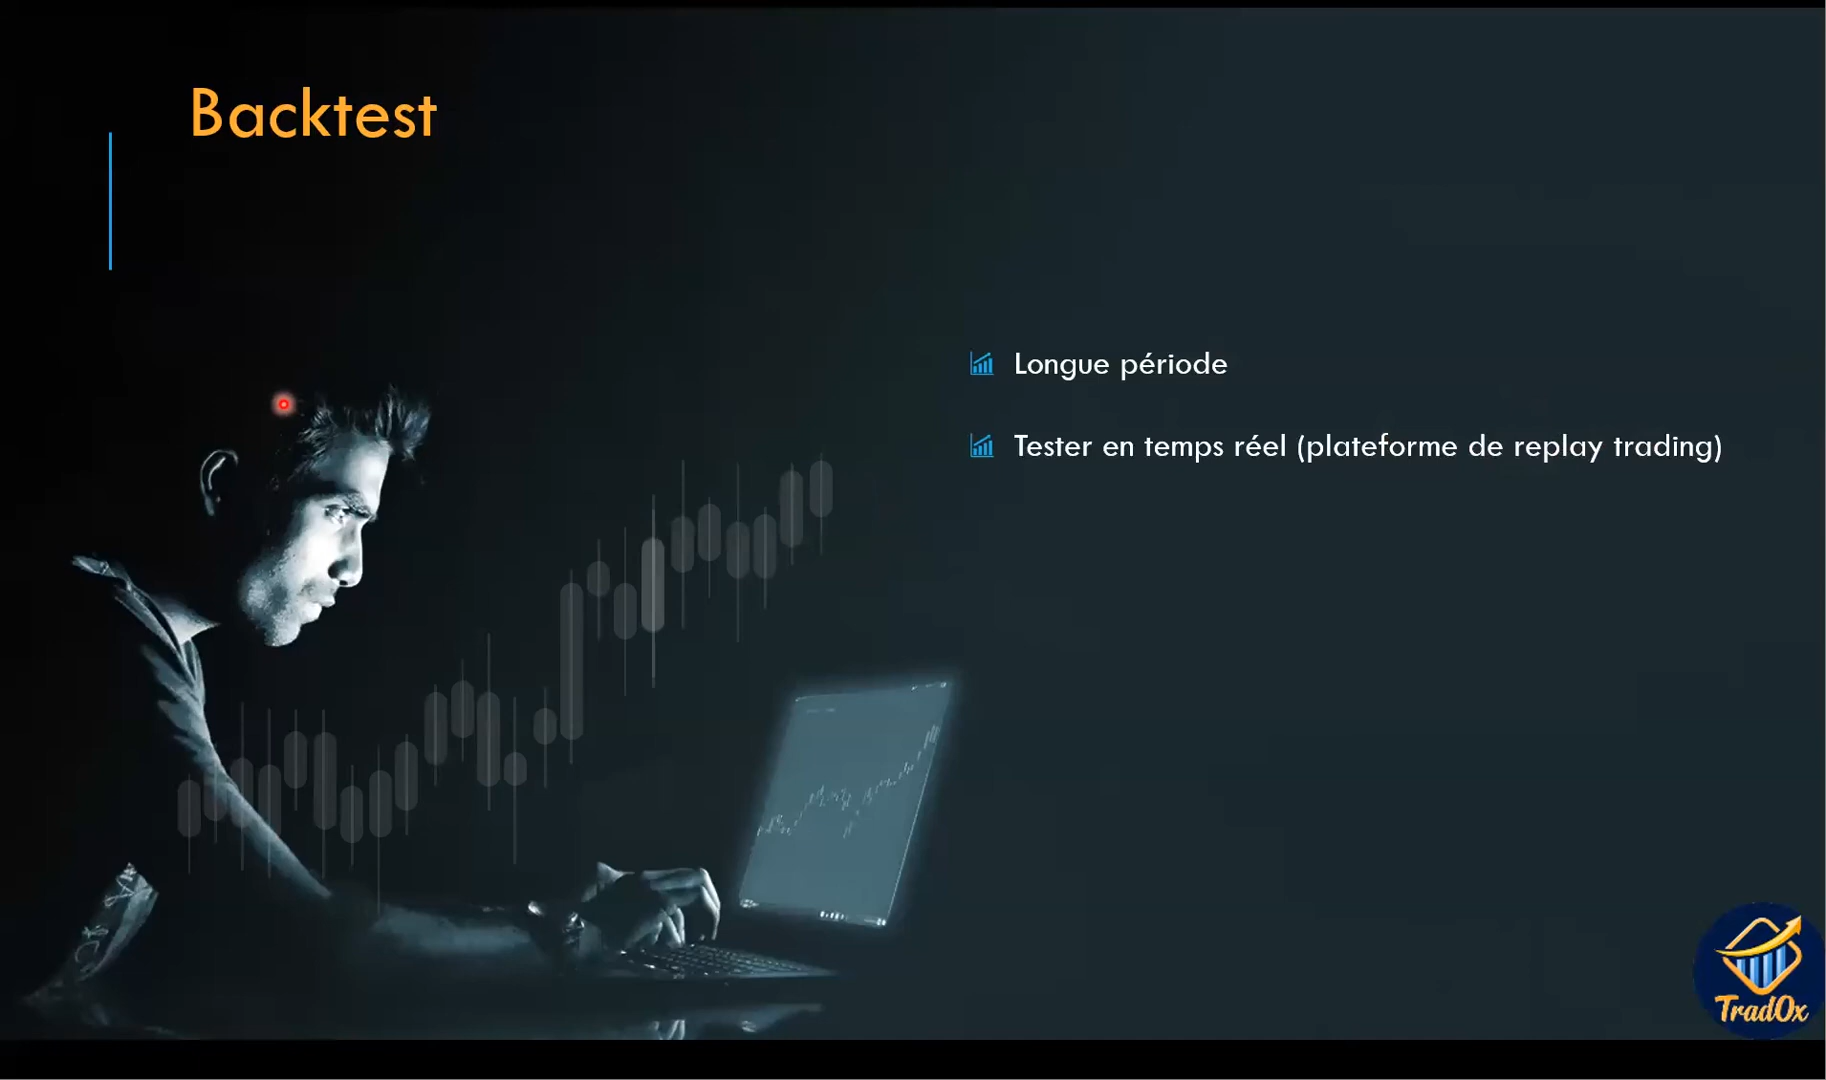 Backtest
Longue période
Tester en temps réel (plateforme de replay trading)
TradOx